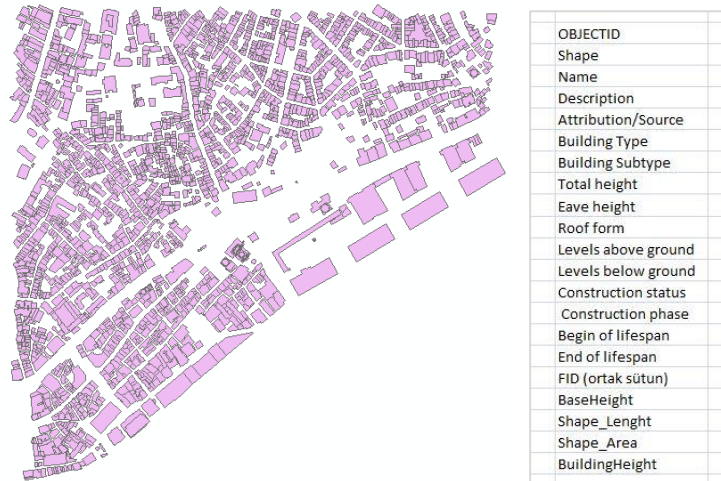 OBJECTID
Shape
Name
Description
Attribution/Source
Building Type
Building Subtype
Total height
Eave height
Roof form
Levels above ground
Levels below ground
Construction status
Construction phase
Begin of lifespan
End of lifespan
FID (ortak sütun)
BaseHeight
Shape_Lenght
Shape_Area
BuildingHeight